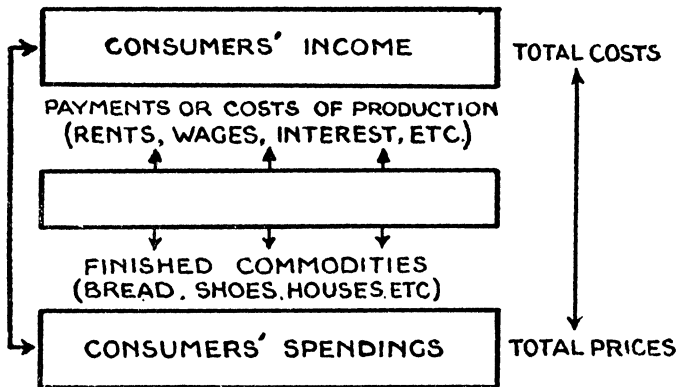 CONSUMERS' INCOME
TOTAL COSTS
PAYMENTS OR COSTS OF PRODUCTION
(RENTS, WAGES, INTEREST, ETC.)
FINISHED COMMODITIES
(BREAD, SHOES, HOUSES, ETC)
CONSUMERS' SPENDINGS
TOTAL PRICES